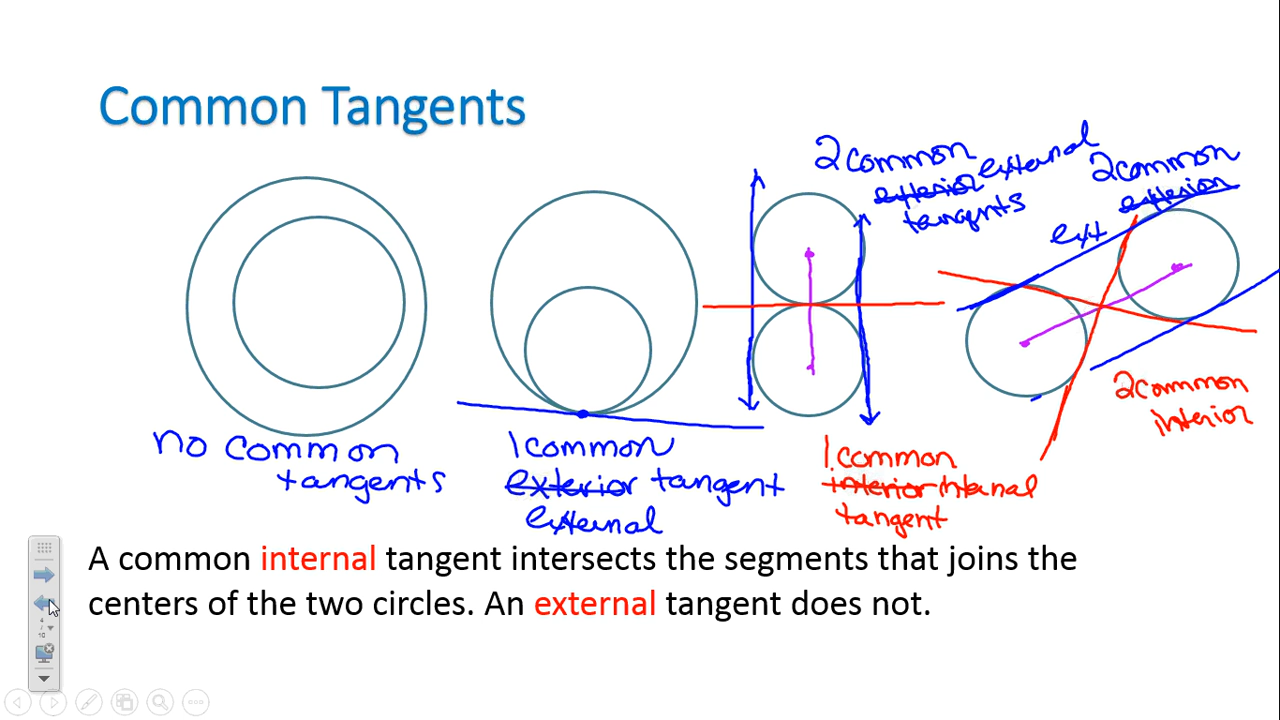 Common Tangents
2 common
exterior external
tangents
2 common
exterior
ext
no common
tangents
1 common
exterior tangent
external
1 common
interior internal
tangent
2 common
interior
A common internal tangent intersects the segments that joins the
centers of the two circles. An external tangent does not.
4
/
10